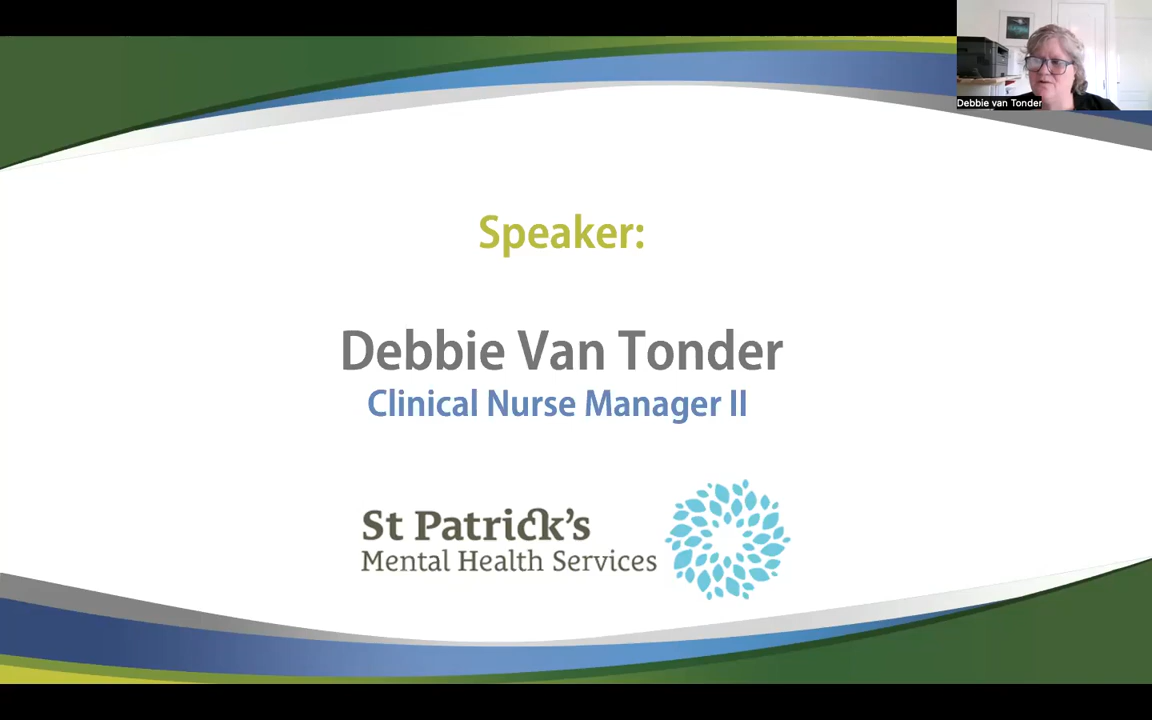 Debbie van Tonder
Speaker:
Debbie Van Tonder
Clinical Nurse Manager II
St Patrick's
Mental Health Services